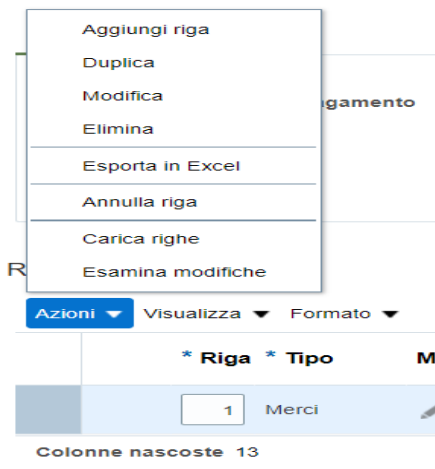 Aggiungi riga
Duplica
Modifica
Elimina
Esporta in Excel
Annulla riga
Carica righe
Esamina modifiche
gamento
R
Azioni Visualizza Formato
* Riga * Tipo M
1 Merci
Colonne nascoste 13